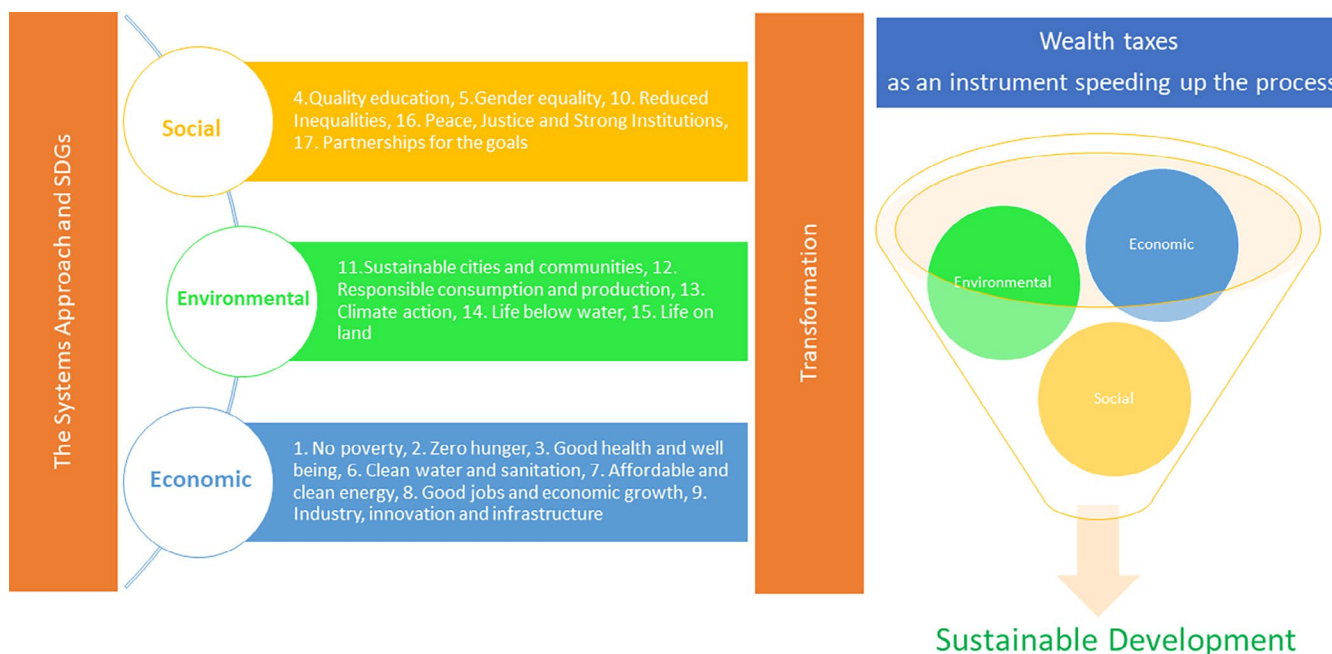 The Systems Approach and SDGs
Social
4.Quality education, 5.Gender equality, 10. Reduced
Inequalities, 16. Peace, Justice and Strong Institutions,
17. Partnerships for the goals
Environmental
11.Sustainable cities and communities, 12.
Responsible consumption and production, 13.
Climate action, 14. Life below water, 15. Life on
land
Economic
1. No poverty, 2. Zero hunger, 3. Good health and well
being, 6. Clean water and sanitation, 7. Affordable and
clean energy, 8. Good jobs and economic growth, 9.
Industry, innovation and infrastructure
Transformation
Wealth taxes
as an instrument speeding up the process
Economic
Environmental
Social
Sustainable Development